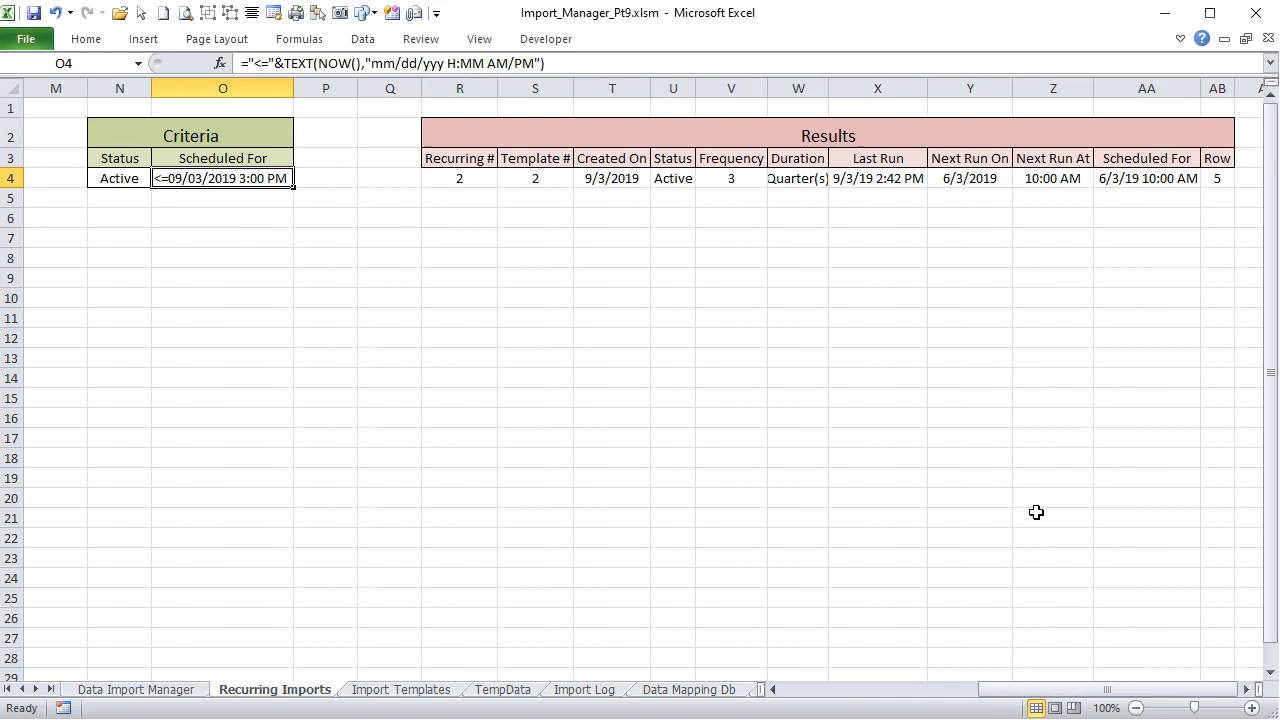 Import_Manager_Pt9.xlsm - Microsoft Excel
File Home Insert Page Layout Formulas Data Review View Developer
O4 fx ="<="&TEXT(NOW(),"mm/dd/yyy H:MM AM/PM")
M N O P Q R S T U V W X Y Z AA AB
1
2 Criteria Results
3 Status Scheduled For Recurring # Template # Created On Status Frequency Duration Last Run Next Run On Next Run At Scheduled For Row
4 Active <=09/03/2019 3:00 PM 2 2 9/3/2019 Active 3 Quarter(s) 9/3/19 2:42 PM 6/3/2019 10:00 AM 6/3/19 10:00 AM 5
5
6
7
8
9
10
11
12
13
14
15
16
17
18
19
20
21
22
23
24
25
26
27
28
29
Data Import Manager Recurring Imports Import Templates TempData Import Log Data Mapping Db
Ready 100%